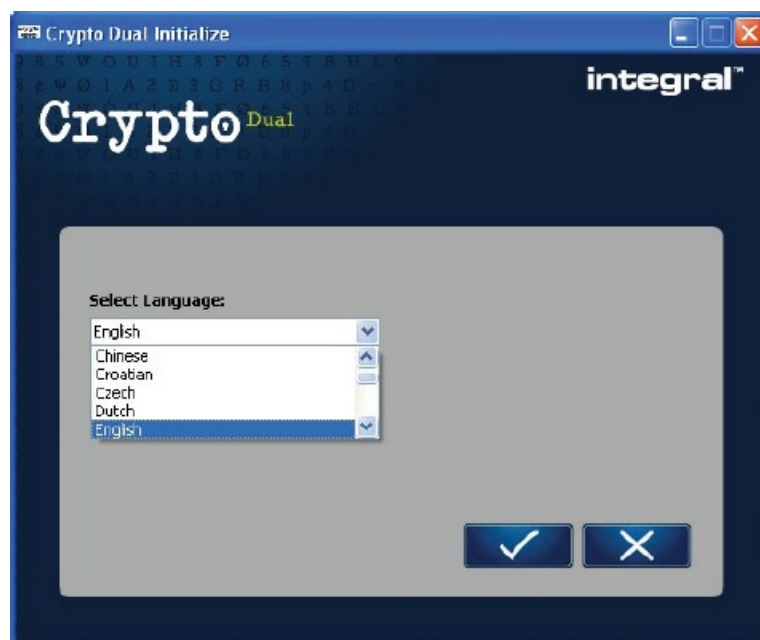 Crypto Dual Initialize
integral™
Crypto Dual
Select Language:
English
Chinese
Croatian
Czech
Dutch
English